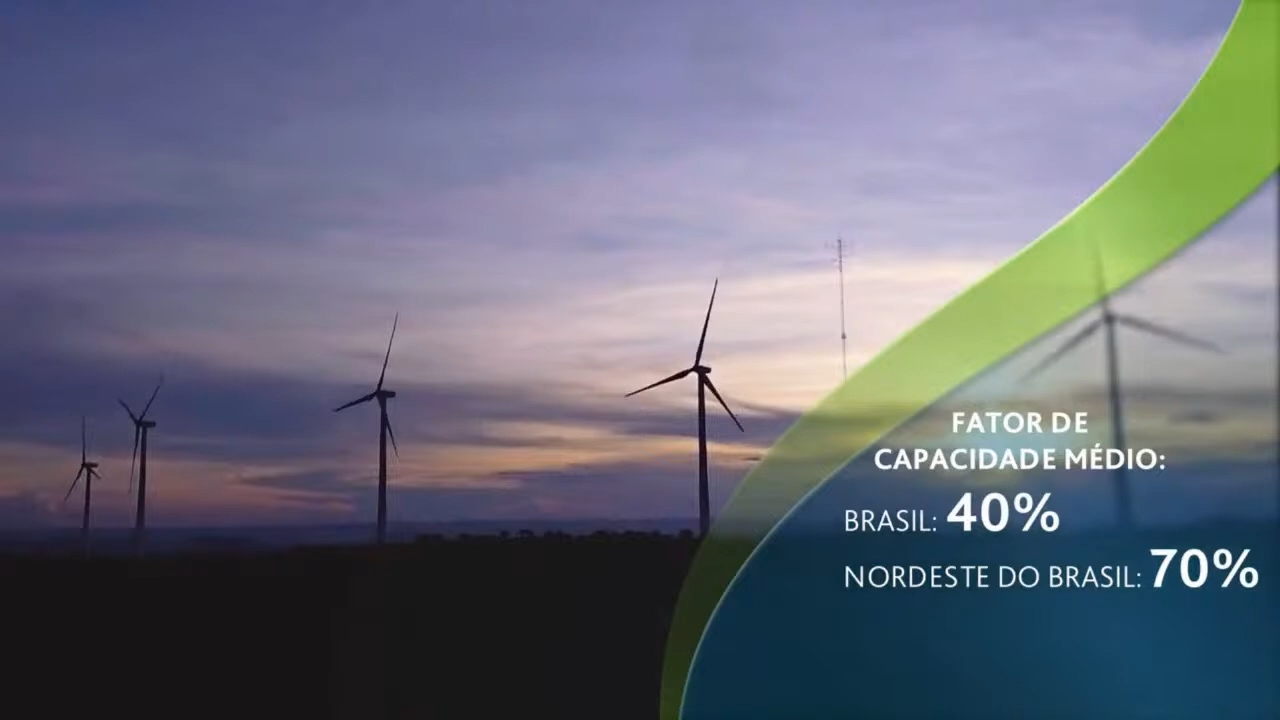 FATOR DE
CAPACIDADE MÉDIO:
BRASIL: 40%
NORDESTE DO BRASIL: 70%